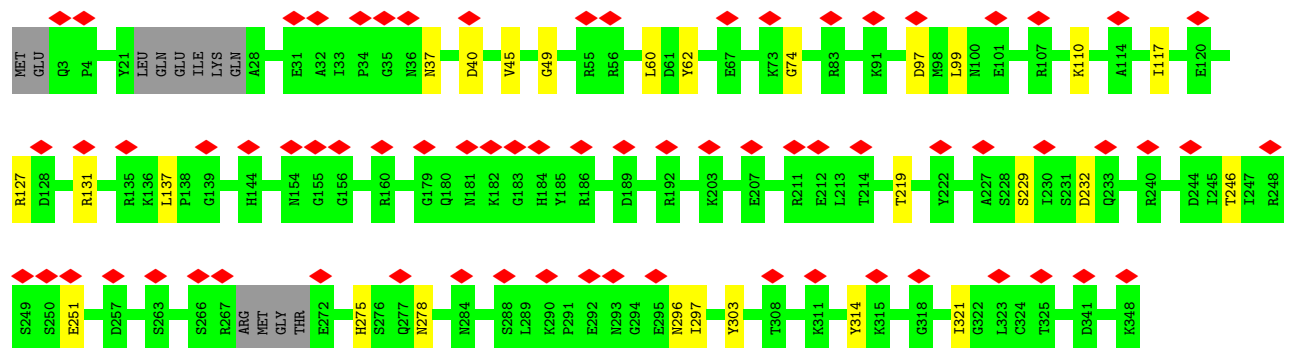 MET GLU Q3 P4 Y21 LEU GLN GLU ILE LYS GLN A28 E31 A32 I33 P34 G35 N36 N37 D40 V45 G49 R55 R56 L60 D61 Y62 E67 K73 G74 R83 K91 D97 M98 L99 N100 E101 R107 K110 A114 I117 E120
R127 D128 R131 R135 K136 L137 P138 G139 H144 N154 G155 G156 R160 G179 Q180 N181 K182 G183 H184 Y185 R186 D189 R192 K203 E207 R211 E212 L213 T214 T219 Y222 A227 S228 S229 I230 S231 D232 Q233 R240 D244 I245 T246 I247 R248
S249 S250 E251 D257 S263 S266 R267 ARG MET GLY THR E272 H275 S276 Q277 N278 N284 S288 L289 K290 P291 E292 N293 G294 E295 N296 I297 Y303 T308 K311 Y314 K315 G318 I321 G322 L323 C324 T325 D341 K348